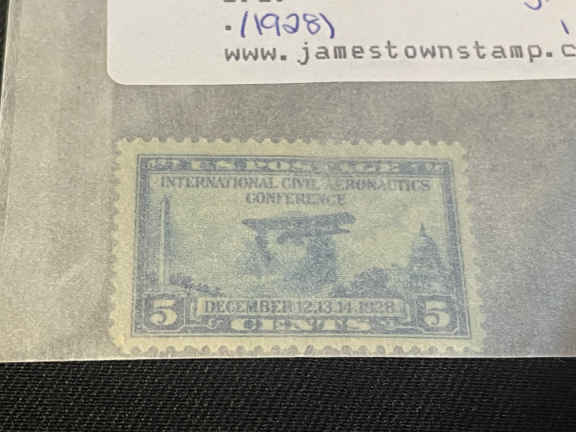 .(1928)
www.jamestownstamp.c
U.S. POSTAGE
INTERNATIONAL CIVIL AERONAUTICS
CONFERENCE
5 DECEMBER 12.13.14.1928 5
CENTS